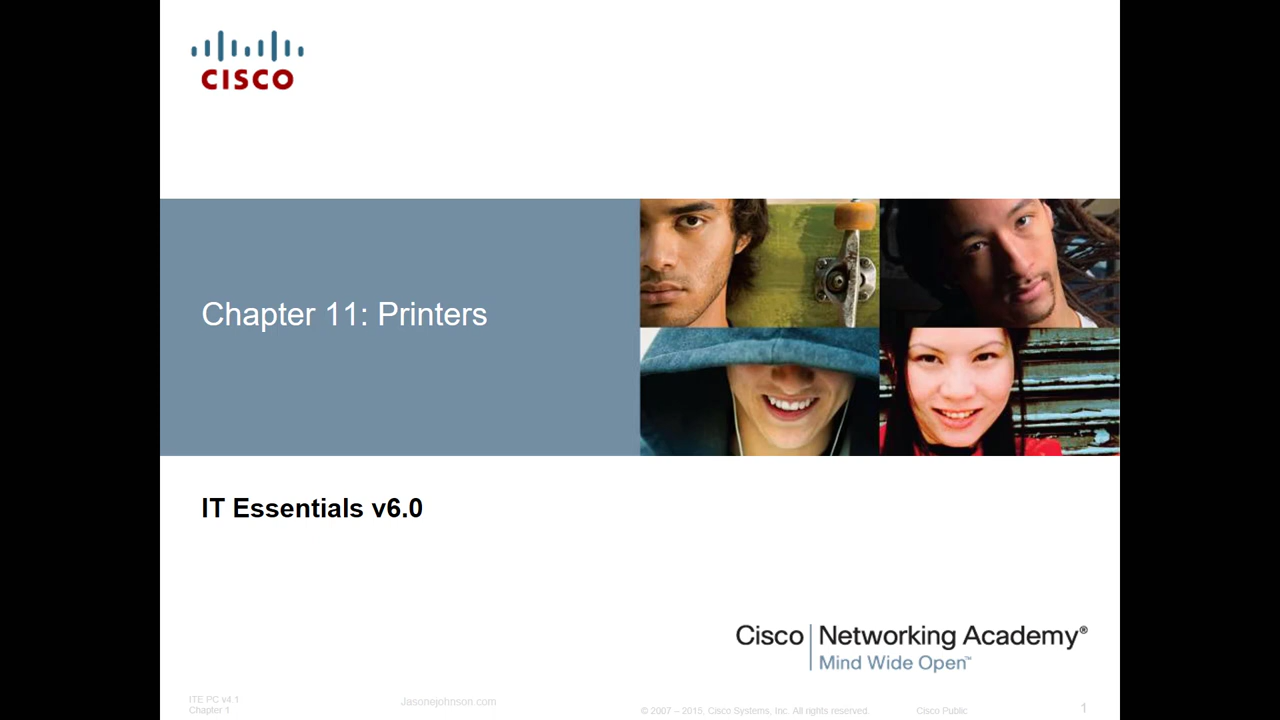 CISCO
Chapter 11: Printers
IT Essentials v6.0
Cisco Networking Academy®
Mind Wide Open™
ITE PC v4.1
Chapter 1
Jasonejohnson.com
© 2007 – 2015, Cisco Systems, Inc. All rights reserved.
Cisco Public
1